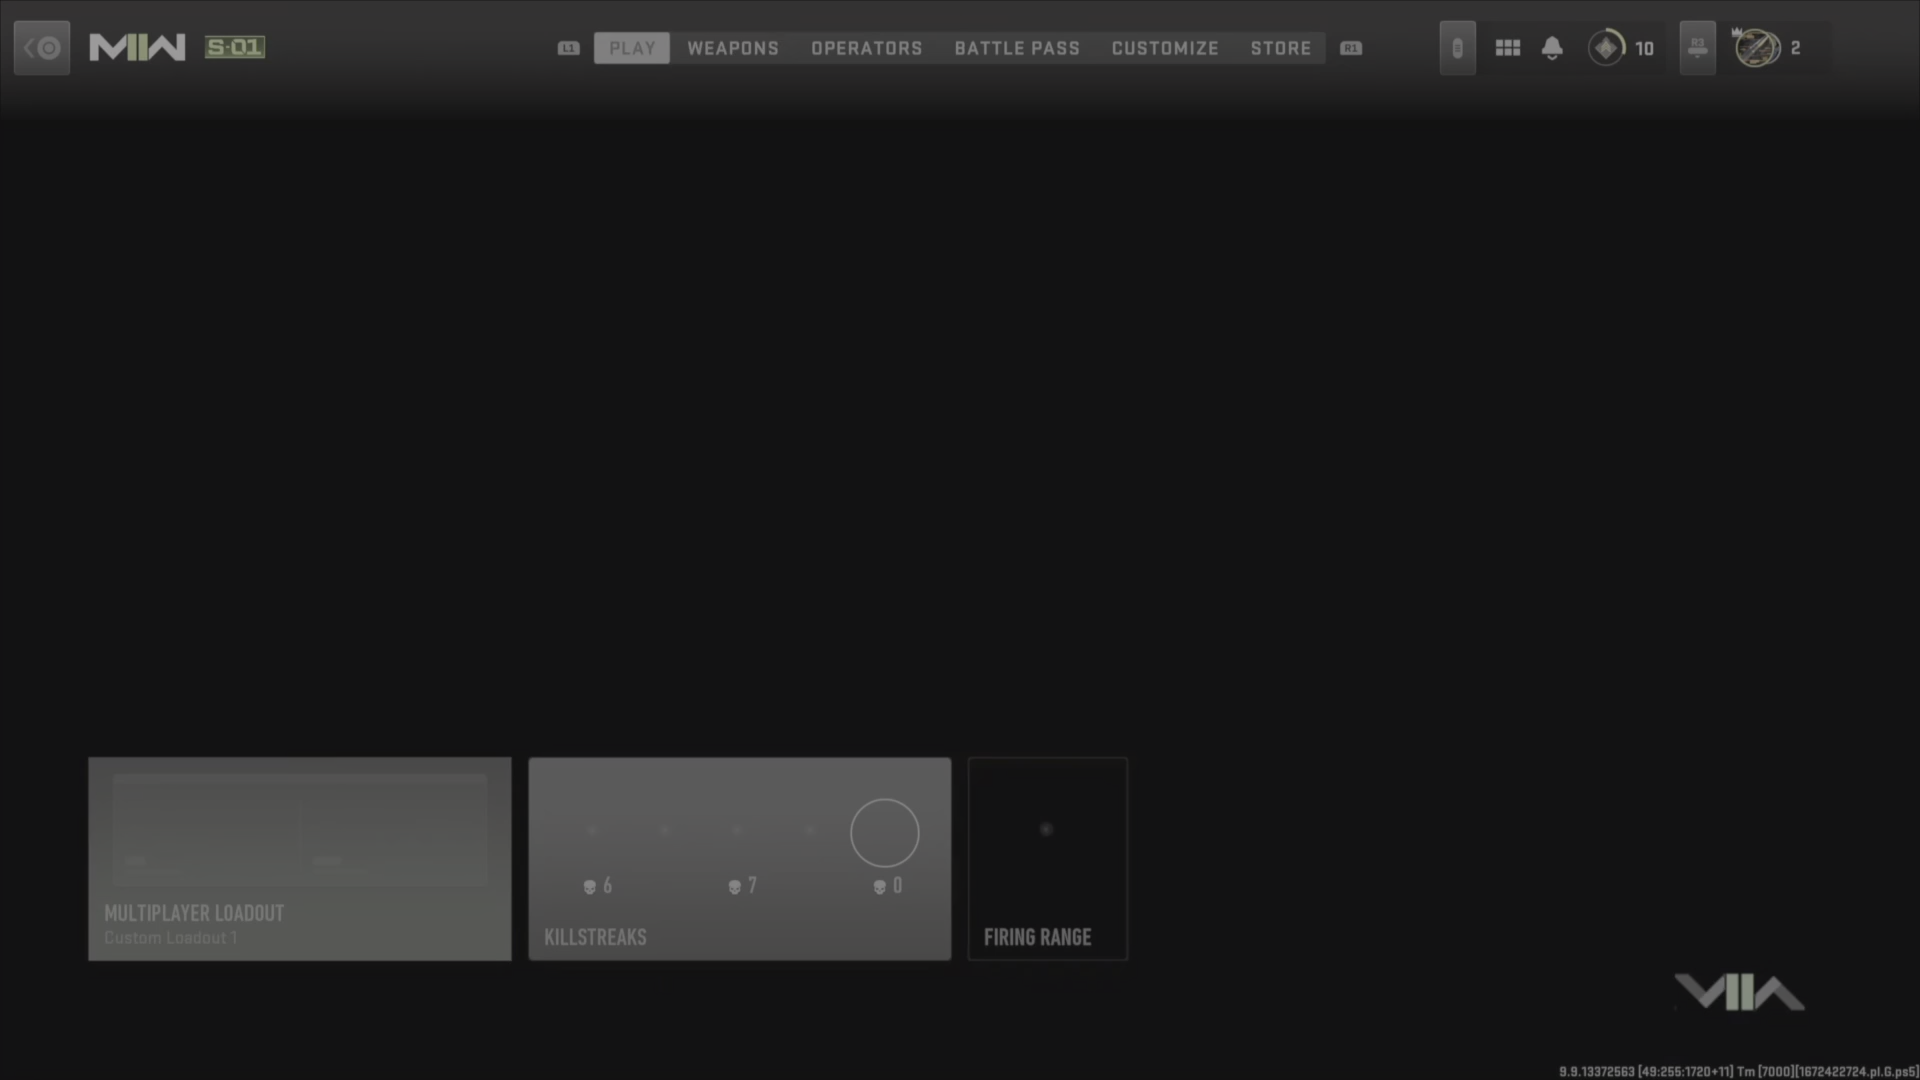 MIIW S-01
L1 PLAY WEAPONS OPERATORS BATTLE PASS CUSTOMIZE STORE R1
10 R3 2
6 7 0
MULTIPLAYER LOADOUT
Custom Loadout 1
KILLSTREAKS
FIRING RANGE
9.9.13372563 [49:255:1720+11] Tm [7000][1672422724.pl.G.ps5]